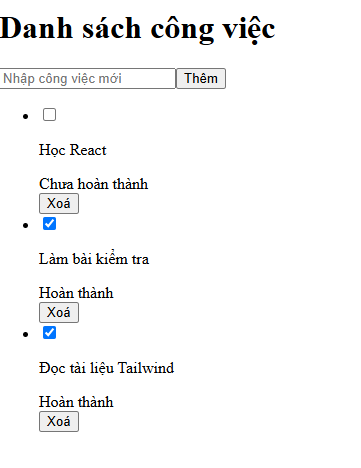 Danh sách công việc
Nhập công việc mới Thêm
Học React
Chưa hoàn thành
Xoá
Làm bài kiểm tra
Hoàn thành
Xoá
Đọc tài liệu Tailwind
Hoàn thành
Xoá